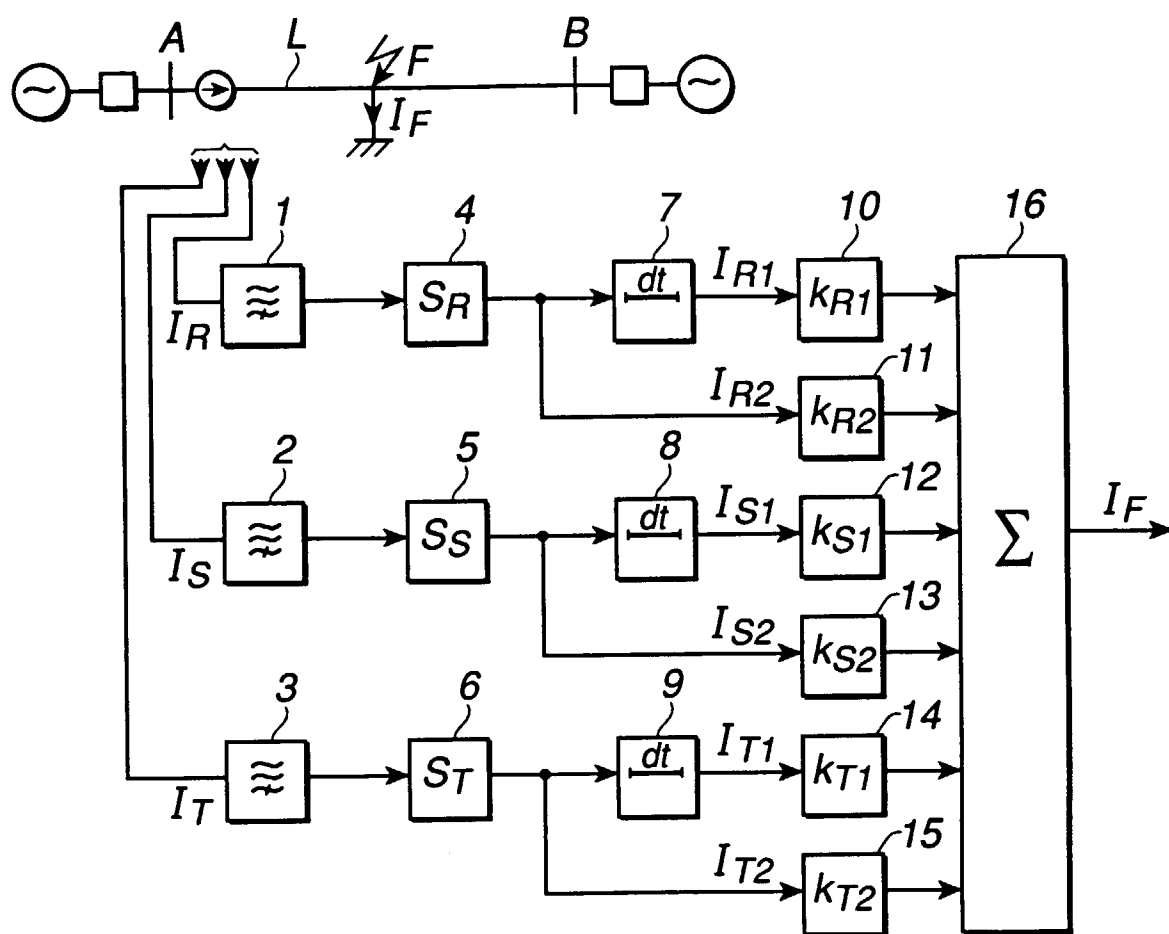 A L F B
I_F
1 4 7 10 16
I_R S_R dt I_R1 k_R1
11
I_R2 k_R2
2 5 8 12
I_S S_S dt I_S1 k_S1 Σ I_F
13
I_S2 k_S2
3 6 9 14
I_T S_T dt I_T1 k_T1
15
I_T2 k_T2